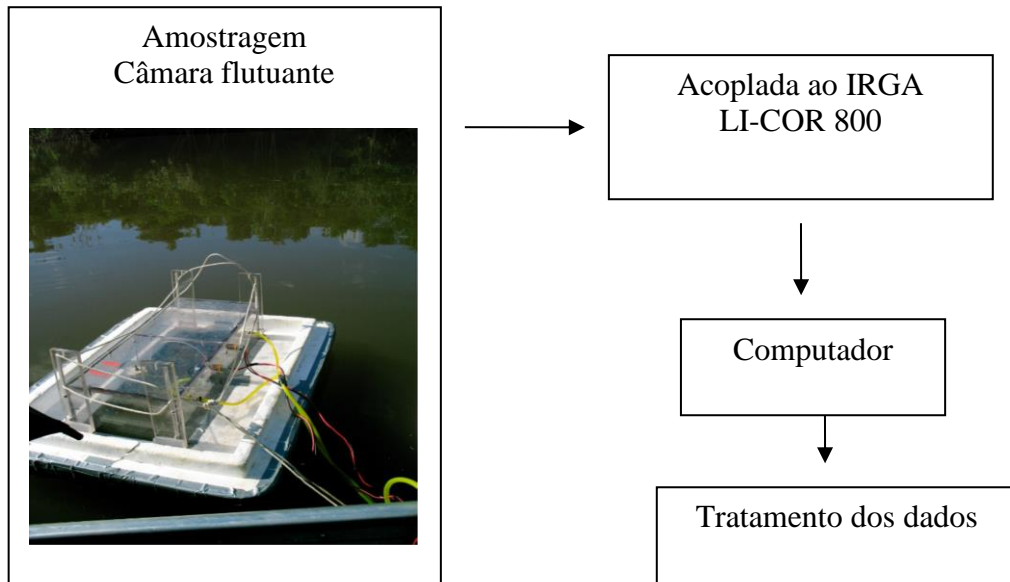 Amostragem
Câmara flutuante
Acoplada ao IRGA
LI-COR 800
Computador
Tratamento dos dados